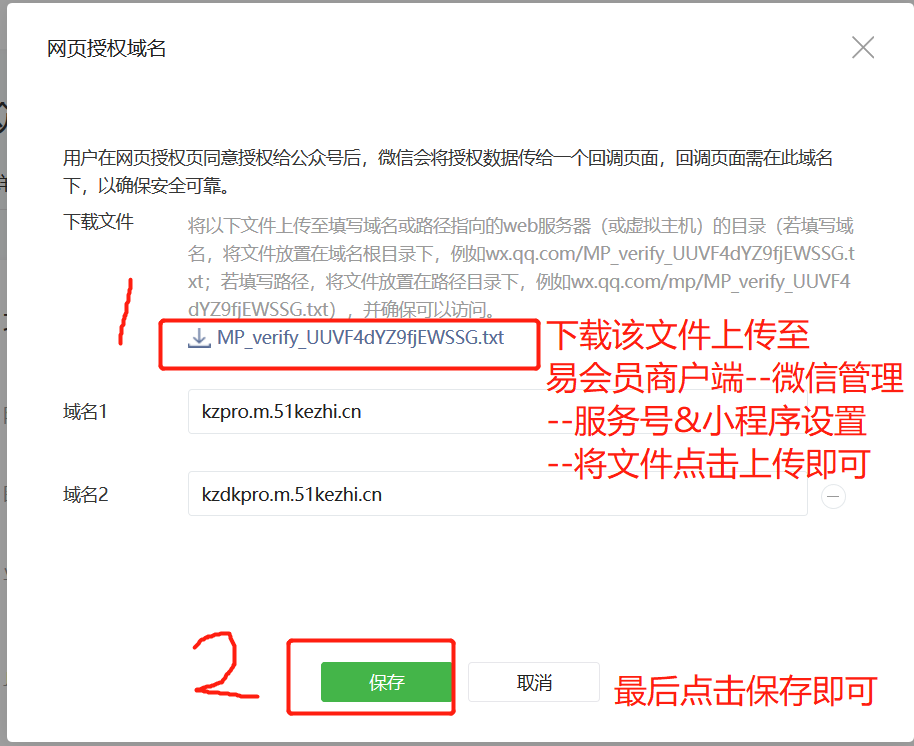 网页授权域名
用户在网页授权页同意授权给公众号后，微信会将授权数据传给一个回调页面，回调页面需在此域名
下，以确保安全可靠。
下载文件
将以下文件上传至填写域名或路径指向的web服务器（或虚拟主机）的目录（若填写域
名，将文件放置在域名根目录下，例如wx.qq.com/MP_verify_UUVF4dYZ9fjEWSSG.t
xt；若填写路径，将文件放置在路径目录下，例如wx.qq.com/mp/MP_verify_UUVF4
dYZ9fjEWSSG.txt），并确保可以访问。
1
MP_verify_UUVF4dYZ9fjEWSSG.txt
下载该文件上传至
易会员商户端--微信管理
--服务号&小程序设置
--将文件点击上传即可
域名1
kzpro.m.51kezhi.cn
域名2
kzdkpro.m.51kezhi.cn
2
保存
取消
最后点击保存即可